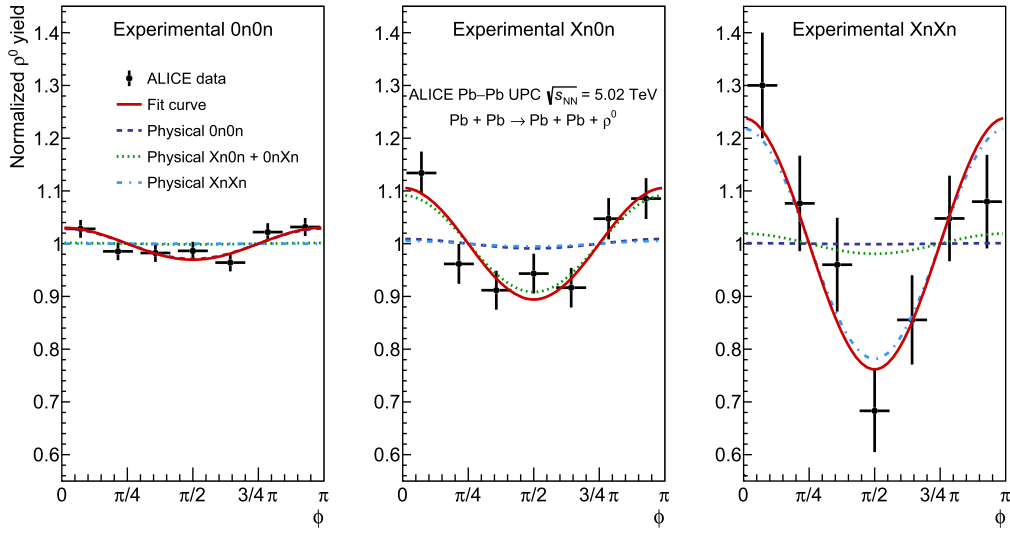 Normalized ρ⁰ yield
Experimental 0n0n
ALICE data
Fit curve
Physical 0n0n
Physical Xn0n + 0nXn
Physical XnXn
1.4
1.3
1.2
1.1
1
0.9
0.8
0.7
0.6
0 π/4 π/2 3/4 π π
ϕ
Experimental Xn0n
ALICE Pb–Pb UPC √sNN = 5.02 TeV
Pb + Pb → Pb + Pb + ρ⁰
1.4
1.3
1.2
1.1
1
0.9
0.8
0.7
0.6
0 π/4 π/2 3/4 π π
ϕ
Experimental XnXn
1.4
1.3
1.2
1.1
1
0.9
0.8
0.7
0.6
0 π/4 π/2 3/4 π π
ϕ